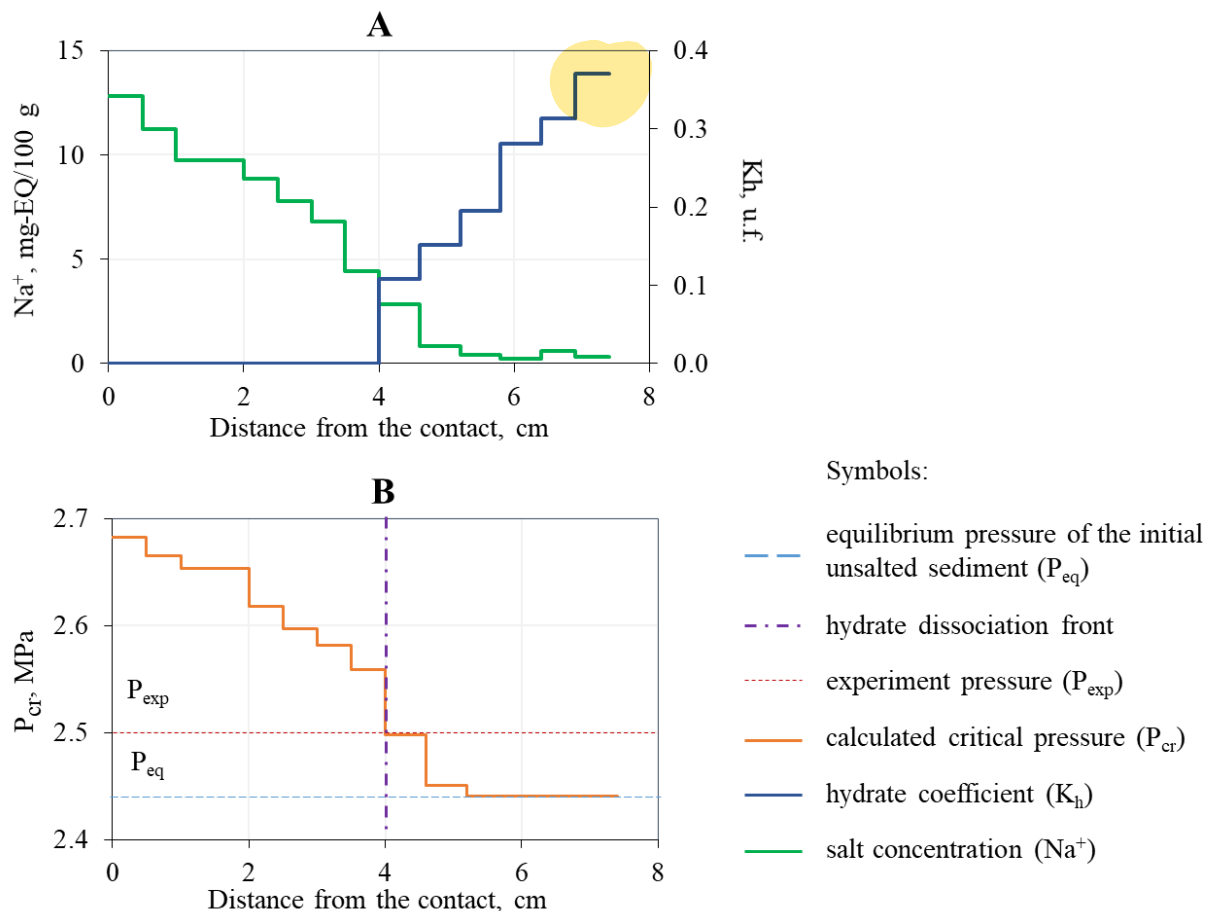 A
15
10
5
0
Na⁺, mg-EQ/100 g
0.4
0.3
0.2
0.1
0.0
Kh, u.f.
0 2 4 6 8
Distance from the contact, cm
B
2.7
2.6
2.5
2.4
P_cr, MPa
P_exp
P_eq
0 2 4 6 8
Distance from the contact, cm
Symbols:
equilibrium pressure of the initial
unsalted sediment (P_eq)
hydrate dissociation front
experiment pressure (P_exp)
calculated critical pressure (P_cr)
hydrate coefficient (K_h)
salt concentration (Na⁺)